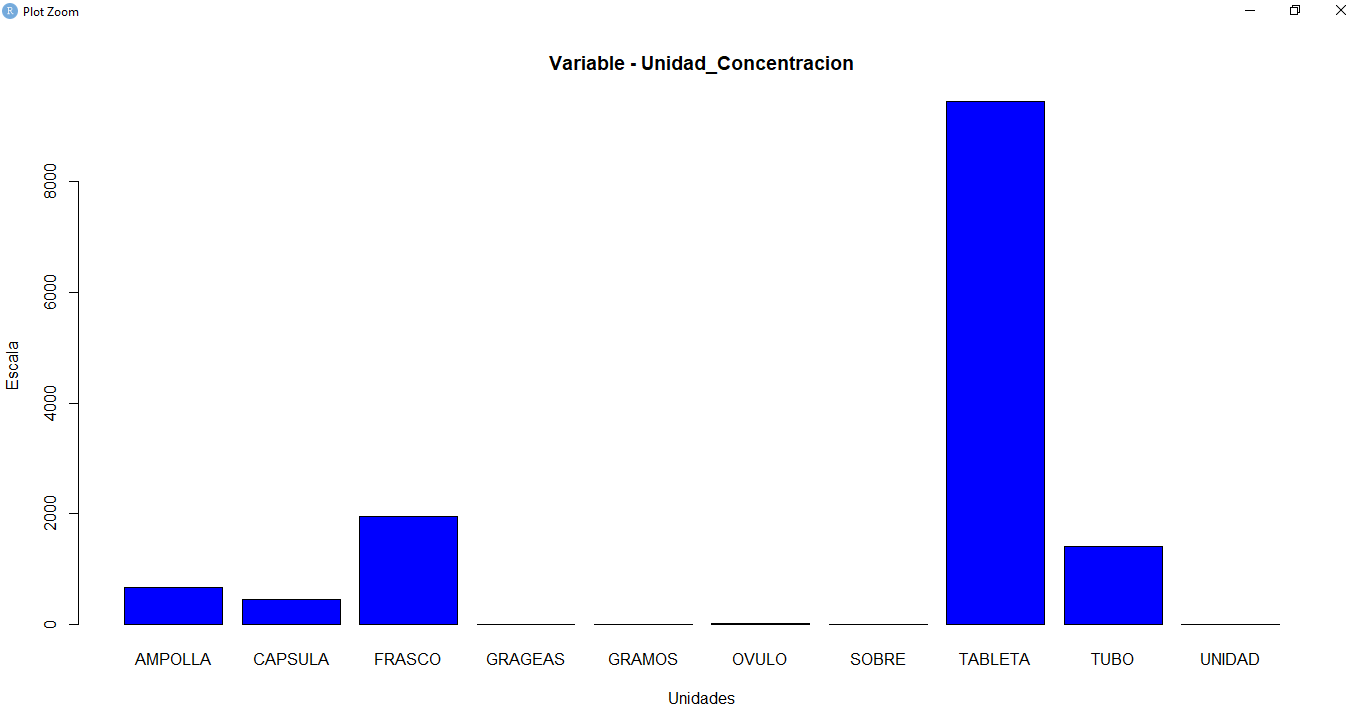 R Plot Zoom
Variable - Unidad_Concentracion
8000
6000
4000
2000
0
Escala
AMPOLLA CAPSULA FRASCO GRAGEAS GRAMOS OVULO SOBRE TABLETA TUBO UNIDAD
Unidades